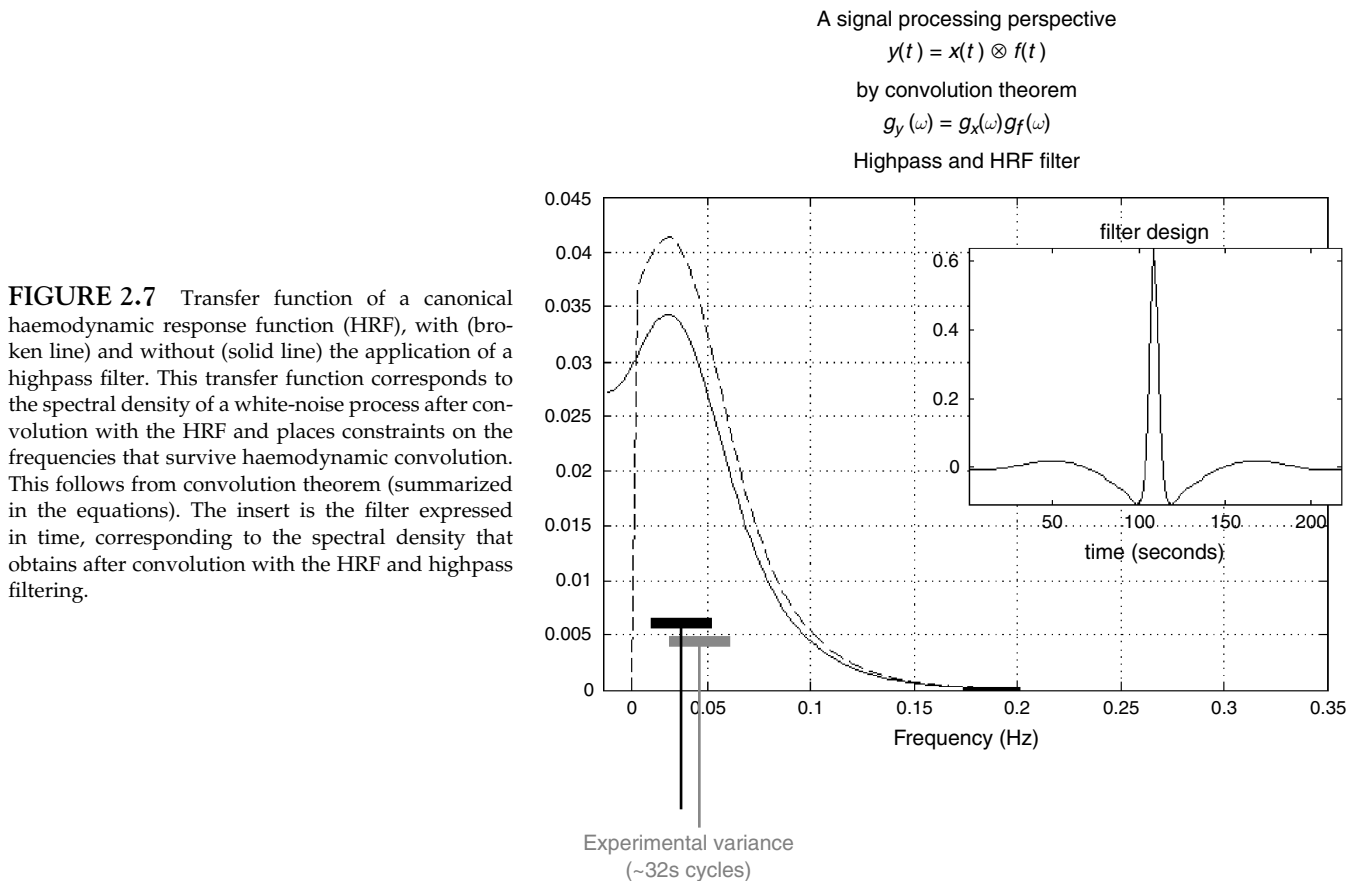 A signal processing perspective
y(t) = x(t) ⊗ f(t)
by convolution theorem
g_y (ω) = g_x(ω)g_f(ω)
Highpass and HRF filter
FIGURE 2.7 Transfer function of a canonical
haemodynamic response function (HRF), with (bro-
ken line) and without (solid line) the application of a
highpass filter. This transfer function corresponds to
the spectral density of a white-noise process after con-
volution with the HRF and places constraints on the
frequencies that survive haemodynamic convolution.
This follows from convolution theorem (summarized
in the equations). The insert is the filter expressed
in time, corresponding to the spectral density that
obtains after convolution with the HRF and highpass
filtering.
0.045
0.04
0.035
0.03
0.025
0.02
0.015
0.01
0.005
0
filter design
0.6
0.4
0.2
0
50 100 150 200
time (seconds)
0 0.05 0.1 0.15 0.2 0.25 0.3 0.35
Frequency (Hz)
Experimental variance
(~32s cycles)